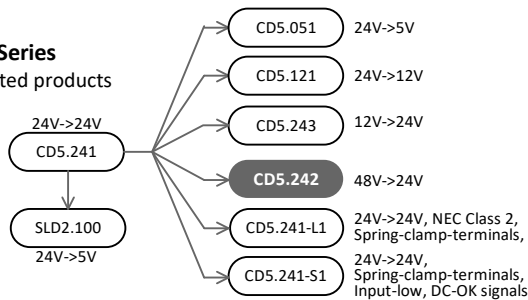 Series
ted products
24V->24V
CD5.241
SLD2.100
24V->5V
CD5.051 24V->5V
CD5.121 24V->12V
CD5.243 12V->24V
CD5.242 48V->24V
CD5.241-L1 24V->24V, NEC Class 2,
Spring-clamp-terminals,
CD5.241-S1 24V->24V,
Spring-clamp-terminals,
Input-low, DC-OK signals